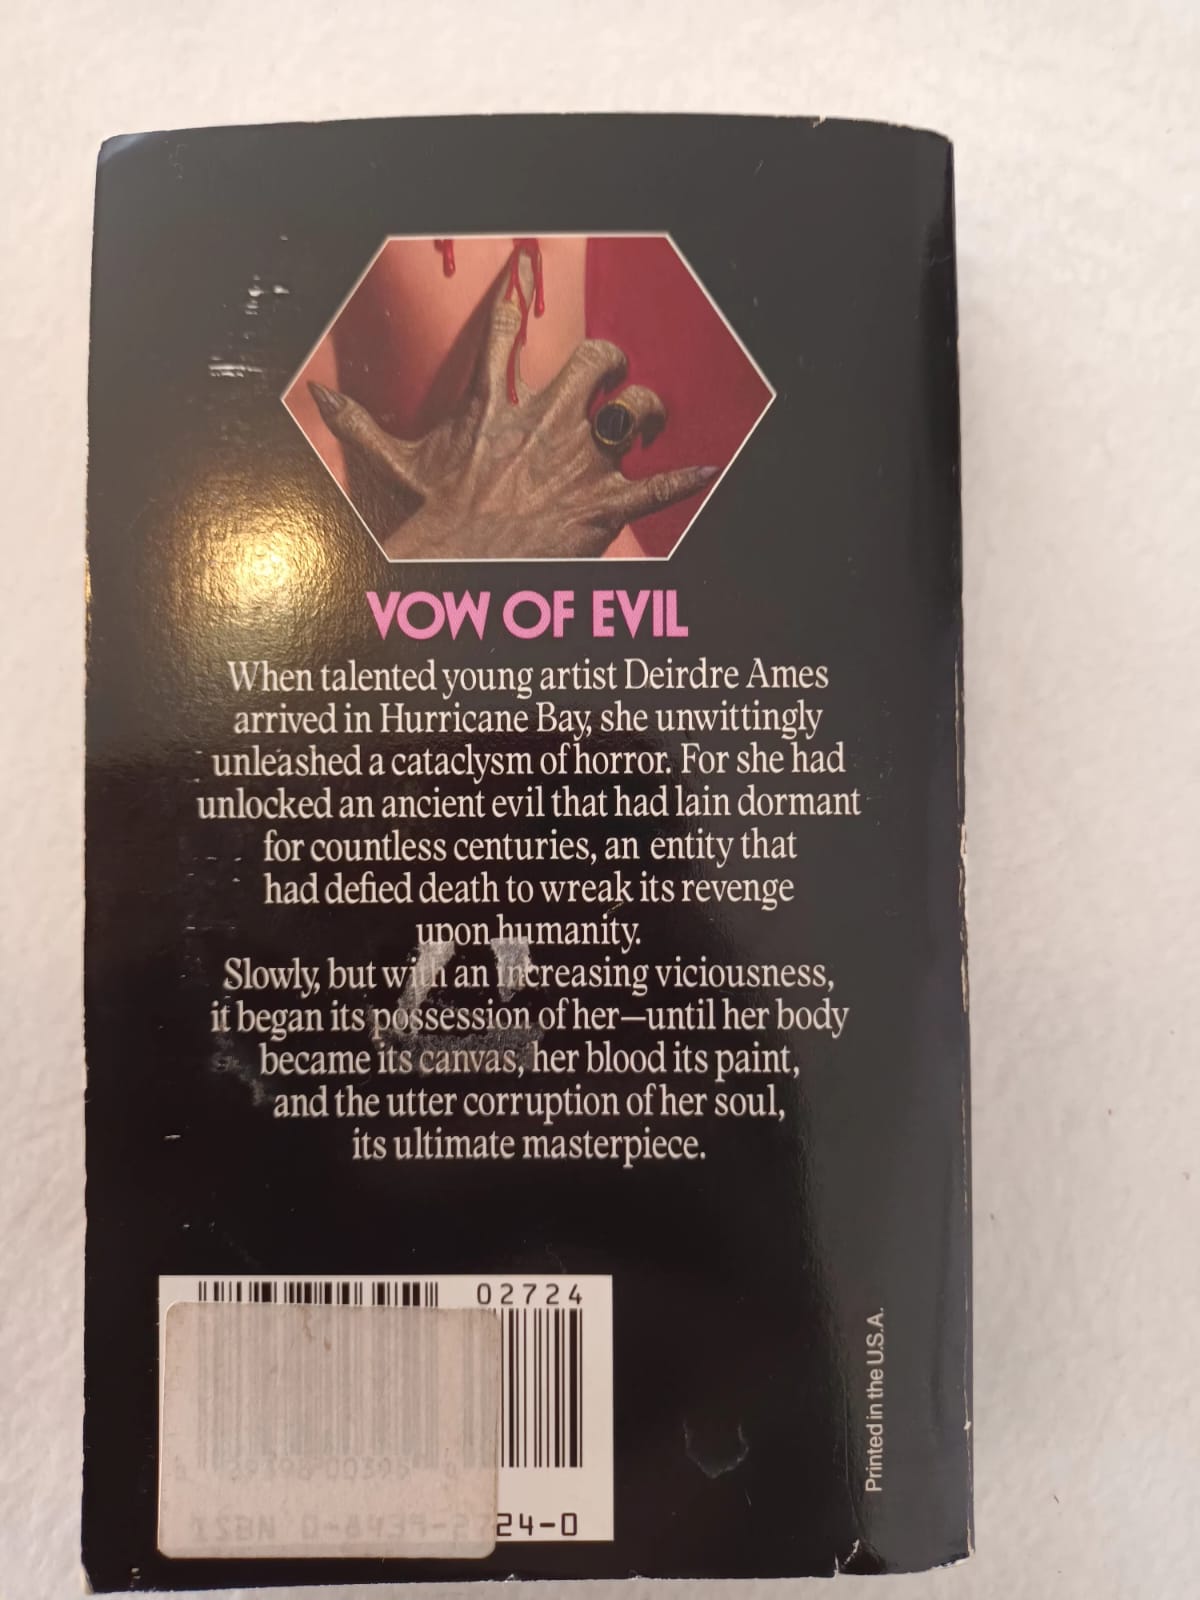 VOW OF EVIL
When talented young artist Deirdre Ames
arrived in Hurricane Bay, she unwittingly
unleashed a cataclysm of horror. For she had
unlocked an ancient evil that had lain dormant
for countless centuries, an entity that
had defied death to wreak its revenge
upon humanity.
Slowly, but with an increasing viciousness,
it began its possession of her—until her body
became its canvas, her blood its paint,
and the utter corruption of her soul,
its ultimate masterpiece.
02724
ISBN 0-8439-2724-0
Printed in the U.S.A.